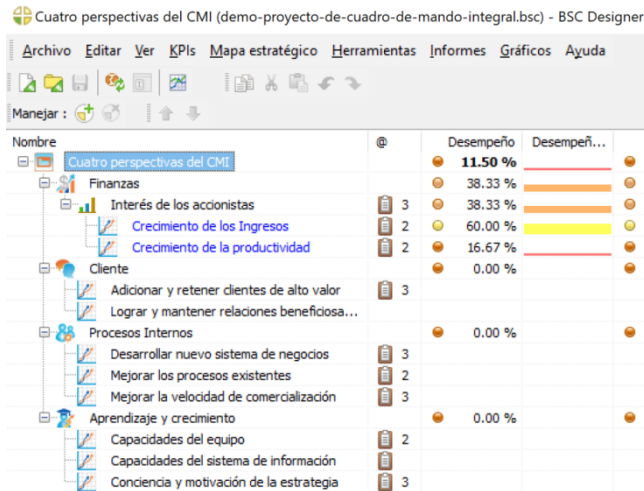 Cuatro perspectivas del CMI (demo-proyecto-de-cuadro-de-mando-integral.bsc) - BSC Designer
Archivo Editar Ver KPIs Mapa estratégico Herramientas Informes Gráficos Ayuda
Manejar :
Nombre @ Desempeño Desempeñ...
Cuatro perspectivas del CMI 11.50 %
Finanzas 38.33 %
Interés de los accionistas 3 38.33 %
Crecimiento de los Ingresos 2 60.00 %
Crecimiento de la productividad 2 16.67 %
Cliente 0.00 %
Adicionar y retener clientes de alto valor 3
Lograr y mantener relaciones beneficiosa...
Procesos Internos 0.00 %
Desarrollar nuevo sistema de negocios 3
Mejorar los procesos existentes 2
Mejorar la velocidad de comercialización 3
Aprendizaje y crecimiento 0.00 %
Capacidades del equipo 2
Capacidades del sistema de información
Conciencia y motivación de la estrategia 3